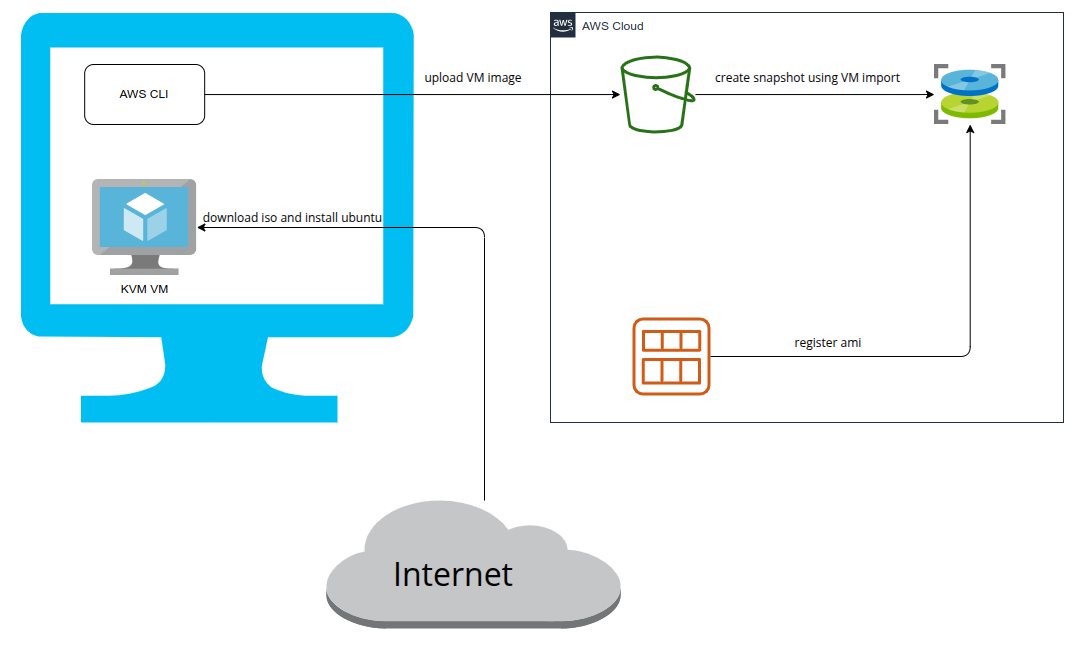 aws
AWS Cloud
AWS CLI
upload VM image
create snapshot using VM import
download iso and install ubuntu
KVM VM
register ami
Internet